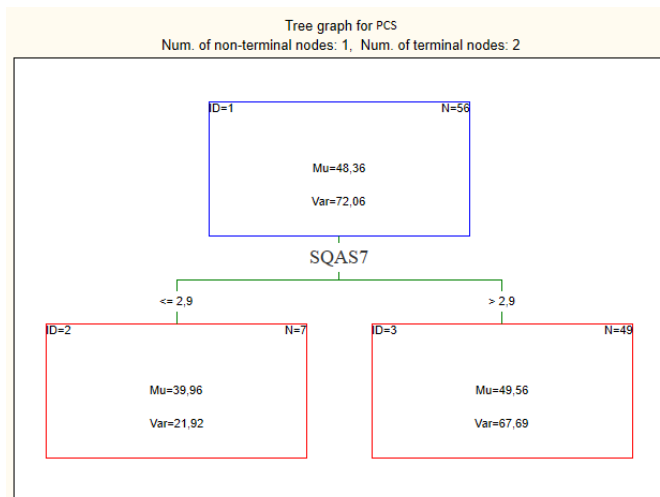 Tree graph for PCS
Num. of non-terminal nodes: 1, Num. of terminal nodes: 2
ID=1 N=56
Mu=48,36
Var=72,06
SQAS7
<= 2,9 > 2,9
ID=2 N=7 ID=3 N=49
Mu=39,96 Mu=49,56
Var=21,92 Var=67,69